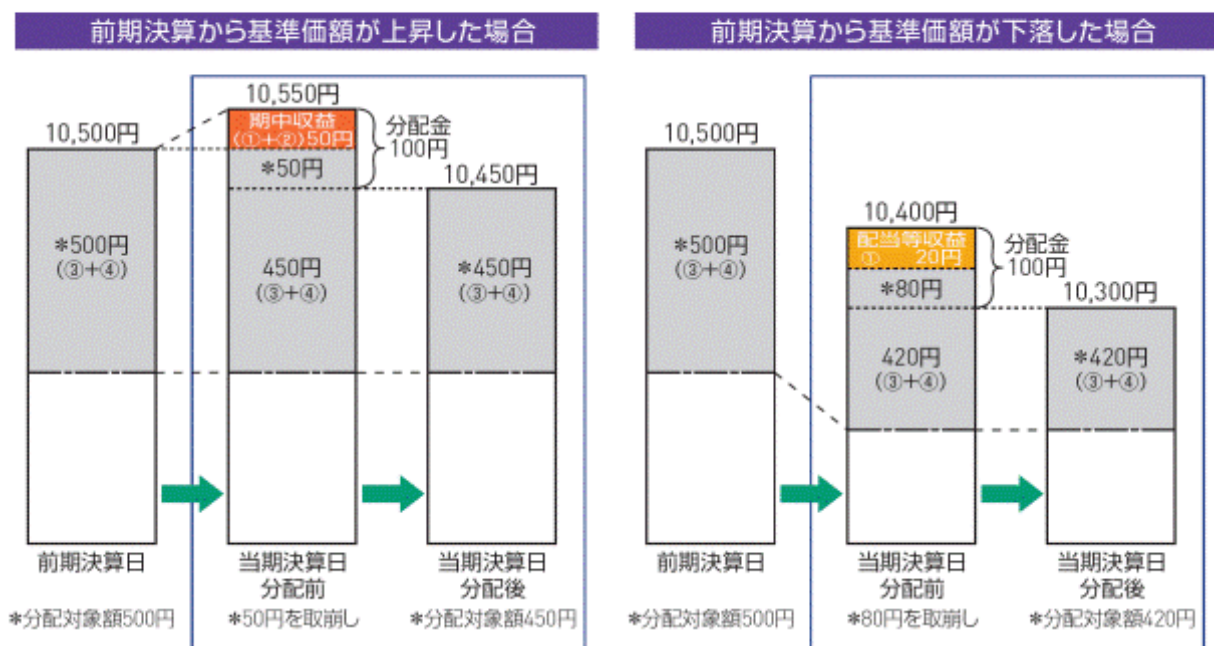 前期決算から基準価額が上昇した場合
10,500円
10,550円
期中収益
(①+②)50円
分配金
100円
*50円
10,450円
*500円
(③+④)
450円
(③+④)
*450円
(③+④)
前期決算日
当期決算日
分配前
当期決算日
分配後
*分配対象額500円
*50円を取崩し
*分配対象額450円
前期決算から基準価額が下落した場合
10,500円
10,400円
配当等収益
① 20円
分配金
100円
*80円
10,300円
*500円
(③+④)
420円
(③+④)
*420円
(③+④)
前期決算日
当期決算日
分配前
当期決算日
分配後
*分配対象額500円
*80円を取崩し
*分配対象額420円